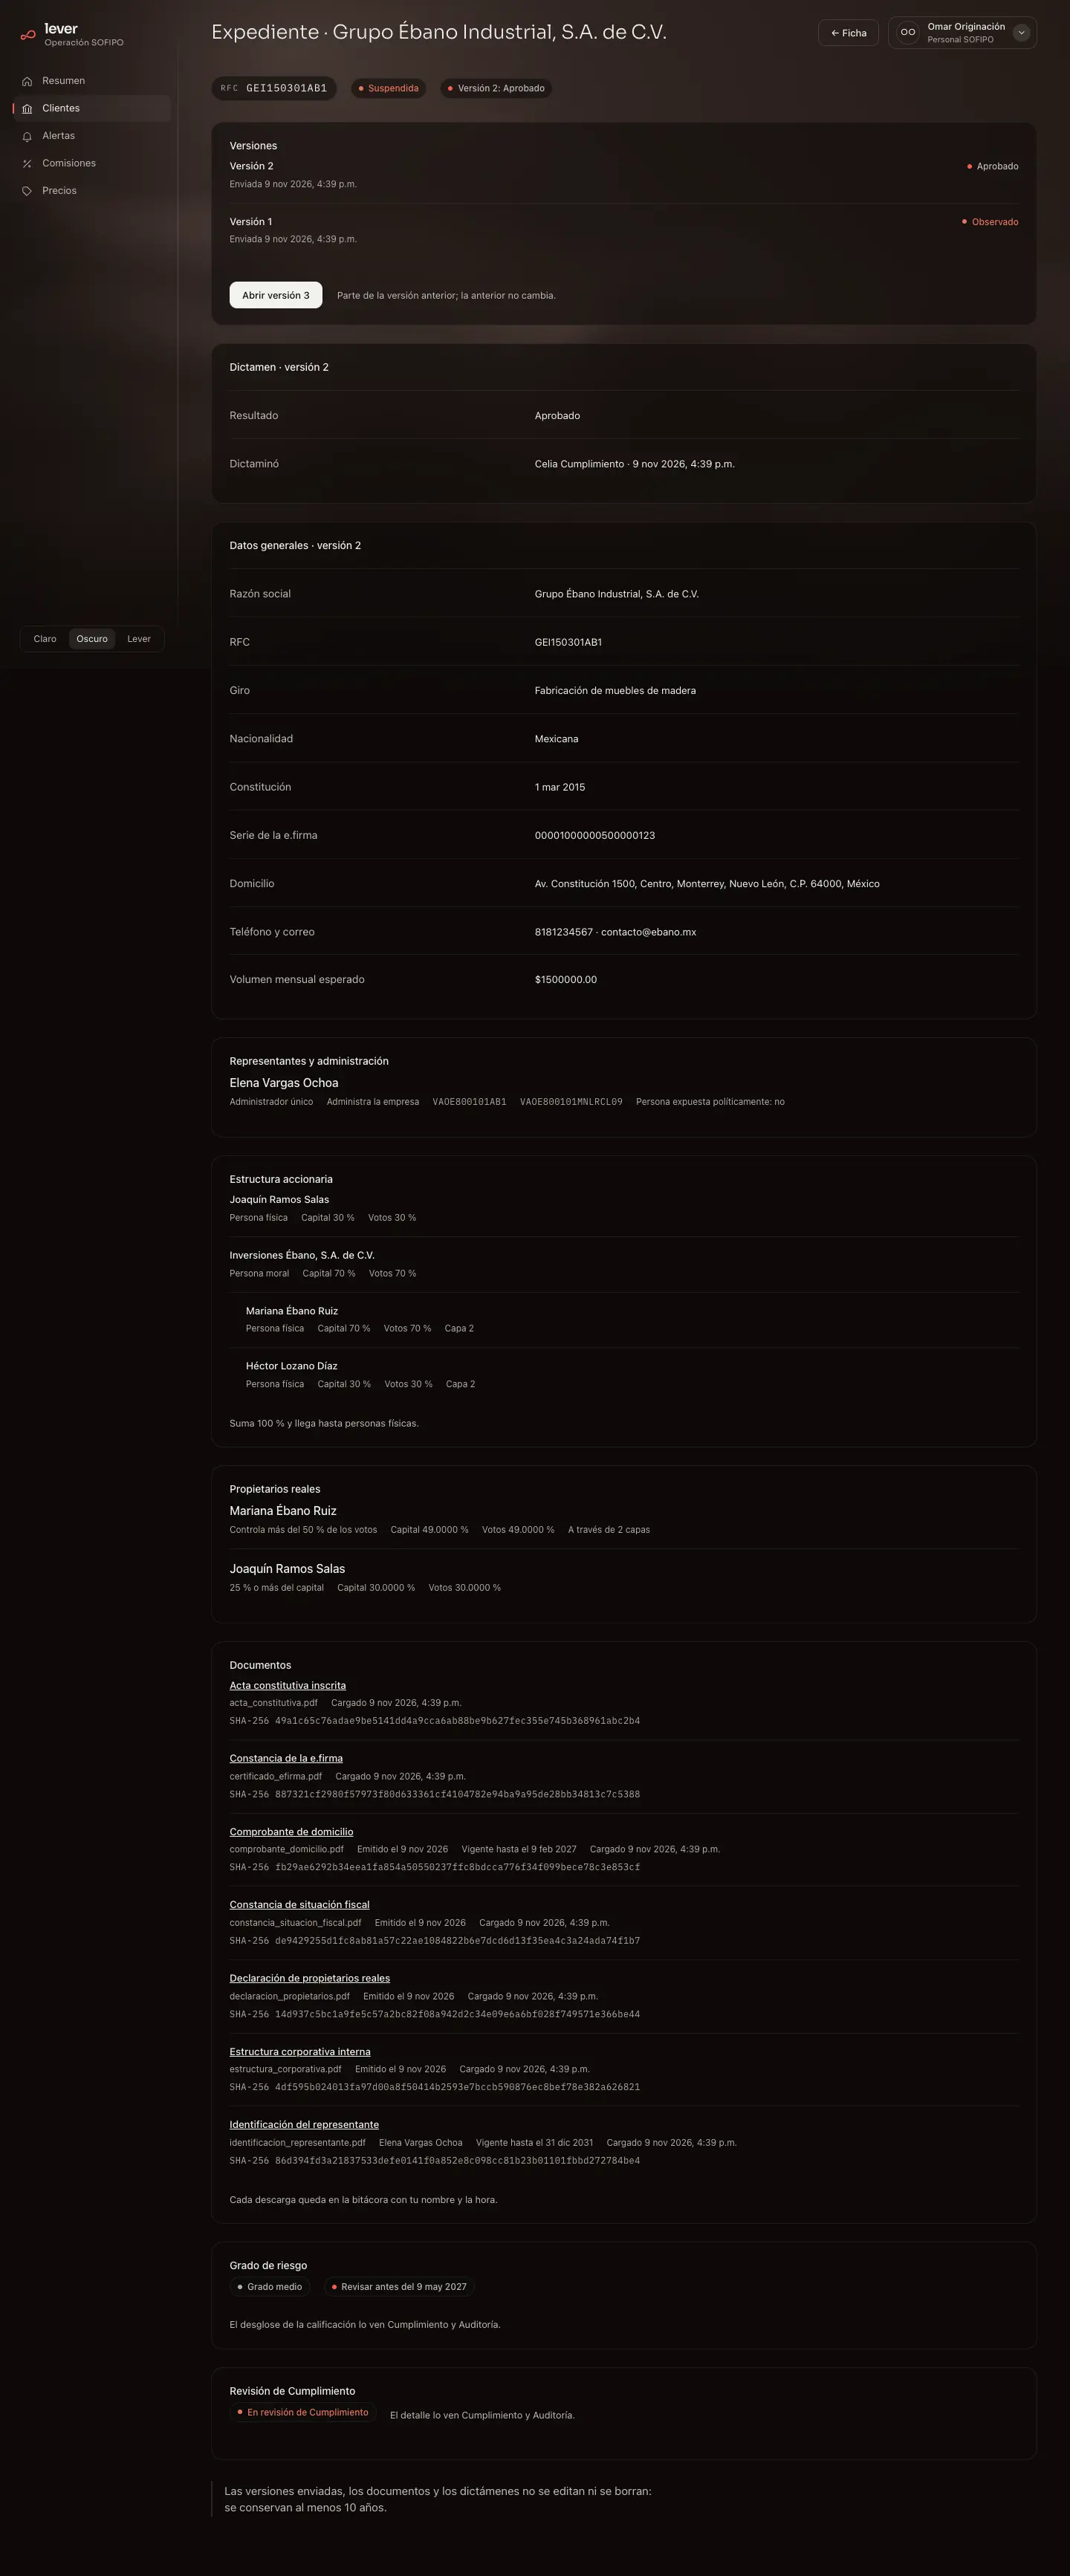 lever
Operación SOFIPO
Resumen
Clientes
Alertas
Comisiones
Precios
Claro Oscuro Lever
Expediente · Grupo Ébano Industrial, S.A. de C.V.
← Ficha
OO
Omar Originación
Personal SOFIPO
RFC GEI150301AB1
Suspendida
Versión 2: Aprobado
Versiones
Versión 2
Aprobado
Enviada 9 nov 2026, 4:39 p.m.
Versión 1
Observado
Enviada 9 nov 2026, 4:39 p.m.
Abrir versión 3
Parte de la versión anterior; la anterior no cambia.
Dictamen · versión 2
Resultado Aprobado
Dictaminó Celia Cumplimiento · 9 nov 2026, 4:39 p.m.
Datos generales · versión 2
Razón social Grupo Ébano Industrial, S.A. de C.V.
RFC GEI150301AB1
Giro Fabricación de muebles de madera
Nacionalidad Mexicana
Constitución 1 mar 2015
Serie de la e.firma 00001000000500000123
Domicilio Av. Constitución 1500, Centro, Monterrey, Nuevo León, C.P. 64000, México
Teléfono y correo 8181234567 · contacto@ebano.mx
Volumen mensual esperado $1500000.00
Representantes y administración
Elena Vargas Ochoa
Administrador único Administra la empresa VAOE800101AB1 VAOE800101MNLRCL09 Persona expuesta políticamente: no
Estructura accionaria
Joaquín Ramos Salas
Persona física Capital 30 % Votos 30 %
Inversiones Ébano, S.A. de C.V.
Persona moral Capital 70 % Votos 70 %
Mariana Ébano Ruiz
Persona física Capital 70 % Votos 70 % Capa 2
Héctor Lozano Díaz
Persona física Capital 30 % Votos 30 % Capa 2
Suma 100 % y llega hasta personas físicas.
Propietarios reales
Mariana Ébano Ruiz
Controla más del 50 % de los votos Capital 49.0000 % Votos 49.0000 % A través de 2 capas
Joaquín Ramos Salas
25 % o más del capital Capital 30.0000 % Votos 30.0000 %
Documentos
Acta constitutiva inscrita
acta_constitutiva.pdf Cargado 9 nov 2026, 4:39 p.m.
SHA-256 49a1c65c76adae9be5141dd4a9cca6ab88be9b627fec355e745b368961abc2b4
Constancia de la e.firma
certificado_efirma.pdf Cargado 9 nov 2026, 4:39 p.m.
SHA-256 887321cf2980f57973f80d633361cf4104782e94ba9a95de28bb34813c7c5388
Comprobante de domicilio
comprobante_domicilio.pdf Emitido el 9 nov 2026 Vigente hasta el 9 feb 2027 Cargado 9 nov 2026, 4:39 p.m.
SHA-256 fb29ae6292b34eea1fa854a50550237ffc8bdcca776f34f099bece78c3e853cf
Constancia de situación fiscal
constancia_situacion_fiscal.pdf Emitido el 9 nov 2026 Cargado 9 nov 2026, 4:39 p.m.
SHA-256 de9429255d1fc8ab81a57c22ae1084822b6e7dcd6d13f35ea4c3a24ada74f1b7
Declaración de propietarios reales
declaracion_propietarios.pdf Emitido el 9 nov 2026 Cargado 9 nov 2026, 4:39 p.m.
SHA-256 14d937c5bc1a9fe5c57a2bc82f08a942d2c34e09e6a6bf028f749571e366be44
Estructura corporativa interna
estructura_corporativa.pdf Emitido el 9 nov 2026 Cargado 9 nov 2026, 4:39 p.m.
SHA-256 4df595b024013fa97d00a8f50414b2593e7bccb590876ec8bef78e382a626821
Identificación del representante
identificacion_representante.pdf Elena Vargas Ochoa Vigente hasta el 31 dic 2031 Cargado 9 nov 2026, 4:39 p.m.
SHA-256 86d394fd3a21837533defe0141f0a852e8c098cc81b23b01101fbbd272784be4
Cada descarga queda en la bitácora con tu nombre y la hora.
Grado de riesgo
Grado medio
Revisar antes del 9 may 2027
El desglose de la calificación lo ven Cumplimiento y Auditoría.
Revisión de Cumplimiento
En revisión de Cumplimiento
El detalle lo ven Cumplimiento y Auditoría.
Las versiones enviadas, los documentos y los dictámenes no se editan ni se borran:
se conservan al menos 10 años.